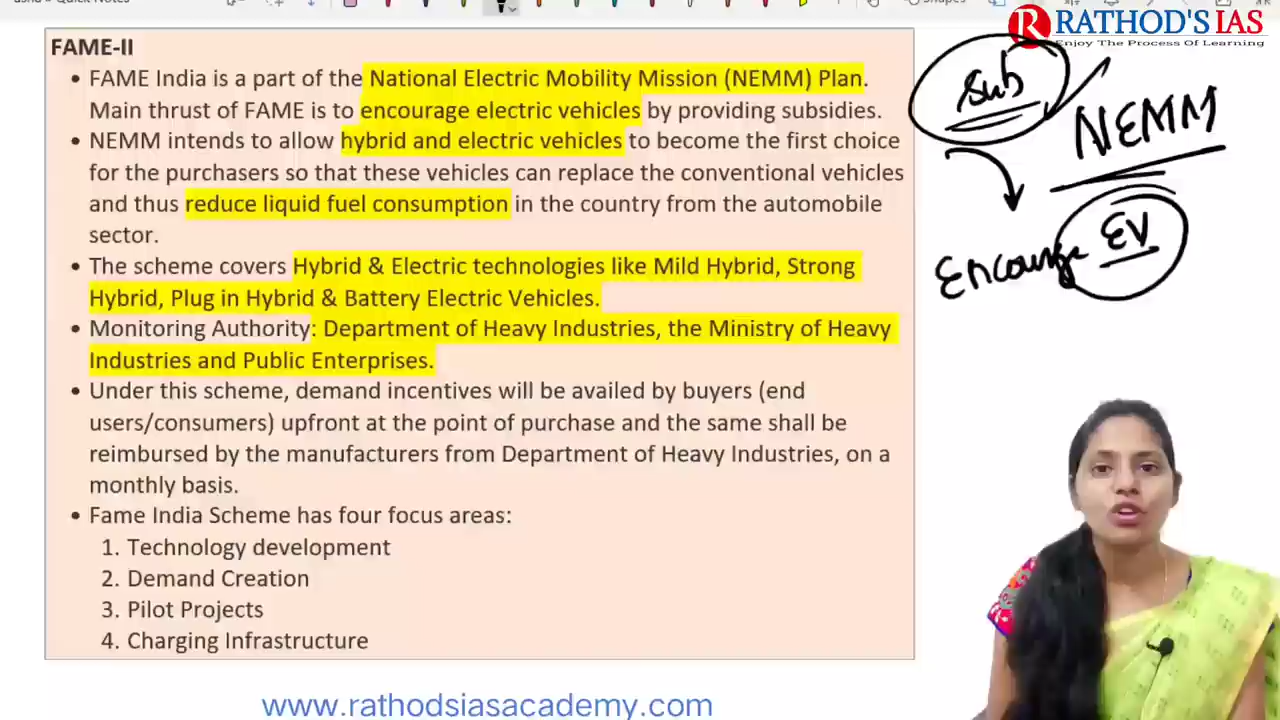 RATHOD'S IAS
Enjoy The Process Of Learning
FAME-II
• FAME India is a part of the National Electric Mobility Mission (NEMM) Plan.
Main thrust of FAME is to encourage electric vehicles by providing subsidies.
• NEMM intends to allow hybrid and electric vehicles to become the first choice
for the purchasers so that these vehicles can replace the conventional vehicles
and thus reduce liquid fuel consumption in the country from the automobile
sector.
• The scheme covers Hybrid & Electric technologies like Mild Hybrid, Strong
Hybrid, Plug in Hybrid & Battery Electric Vehicles.
• Monitoring Authority: Department of Heavy Industries, the Ministry of Heavy
Industries and Public Enterprises.
• Under this scheme, demand incentives will be availed by buyers (end
users/consumers) upfront at the point of purchase and the same shall be
reimbursed by the manufacturers from Department of Heavy Industries, on a
monthly basis.
• Fame India Scheme has four focus areas:
1. Technology development
2. Demand Creation
3. Pilot Projects
4. Charging Infrastructure
Sub
NEMM
EV
www.rathodsiasacademy.com